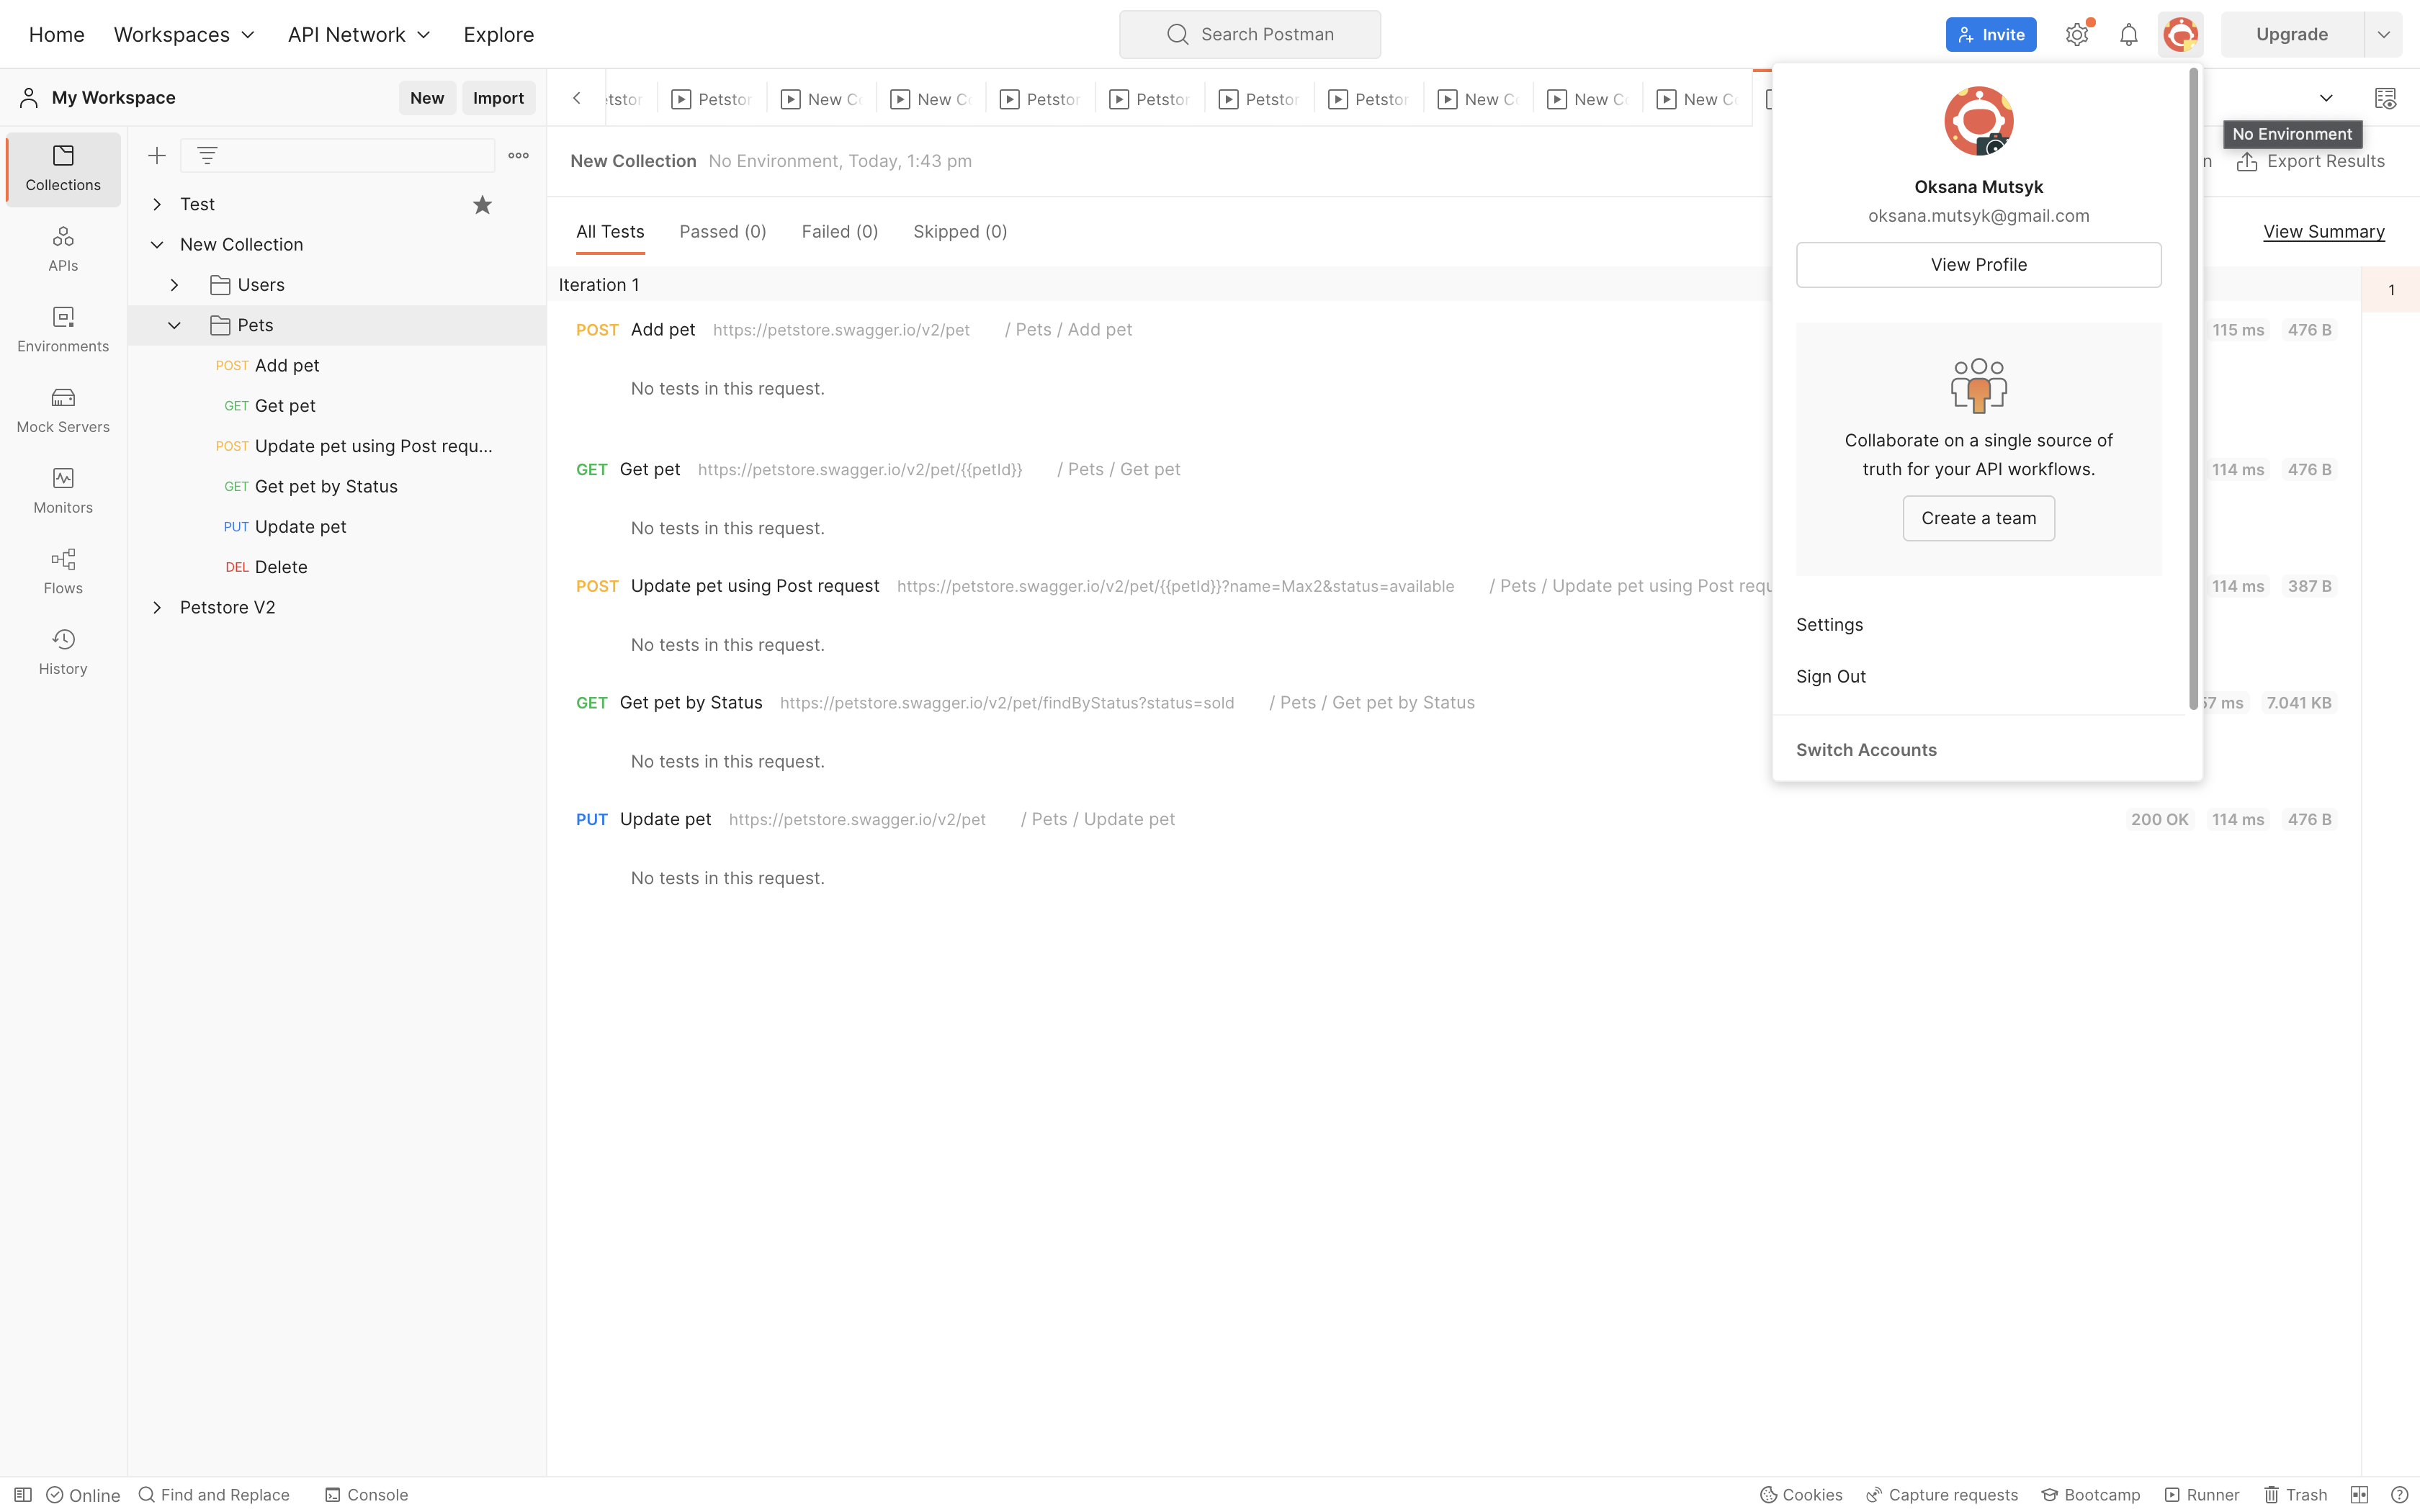 Home Workspaces API Network Explore Search Postman Invite Upgrade
My Workspace New Import
Petstor New Co New Co Petstor Petstor Petstor Petstor New Co New Co New C
No Environment
New Collection No Environment, Today, 1:43 pm Export Results
All Tests Passed (0) Failed (0) Skipped (0) View Summary
Iteration 1
1
POST Add pet https://petstore.swagger.io/v2/pet / Pets / Add pet 115 ms 476 B
No tests in this request.
GET Get pet https://petstore.swagger.io/v2/pet/{{petId}} / Pets / Get pet 114 ms 476 B
No tests in this request.
POST Update pet using Post request https://petstore.swagger.io/v2/pet/{{petId}}?name=Max2&status=available / Pets / Update pet using Post requ 114 ms 387 B
No tests in this request.
GET Get pet by Status https://petstore.swagger.io/v2/pet/findByStatus?status=sold / Pets / Get pet by Status 7.041 KB
No tests in this request.
PUT Update pet https://petstore.swagger.io/v2/pet / Pets / Update pet 200 OK 114 ms 476 B
No tests in this request.
Collections
APIs
Environments
Mock Servers
Monitors
Flows
History
Test
New Collection
Users
Pets
POST Add pet
GET Get pet
POST Update pet using Post requ...
GET Get pet by Status
PUT Update pet
DEL Delete
Petstore V2
Oksana Mutsyk
oksana.mutsyk@gmail.com
View Profile
Collaborate on a single source of
truth for your API workflows.
Create a team
Settings
Sign Out
Switch Accounts
Online Find and Replace Console Cookies Capture requests Bootcamp Runner Trash